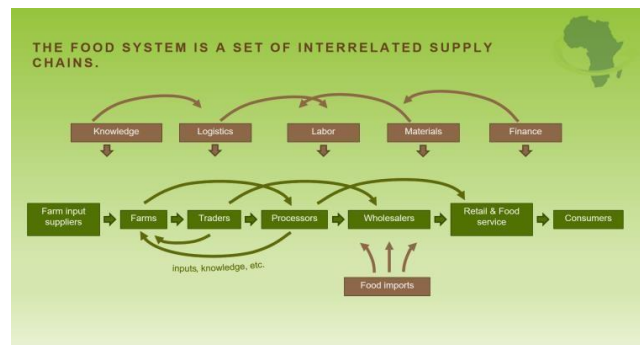 THE FOOD SYSTEM IS A SET OF INTERRELATED SUPPLY
CHAINS.
Knowledge
Logistics
Labor
Materials
Finance
Farm input
suppliers
Farms
Traders
Processors
Wholesalers
Retail & Food
service
Consumers
inputs, knowledge, etc.
Food imports